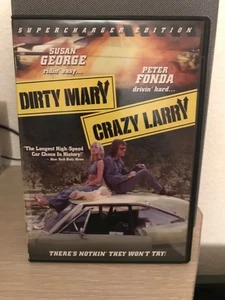 SUPERCHARGER EDITION
SUSAN
GEORGE
ridin' easy...
PETER
FONDA
drivin' hard...
DIRTY MARY
CRAZY LARRY
"The Longest High-Speed
Car Chase In History!"
THERE'S NOTHIN' THEY WON'T TRY!